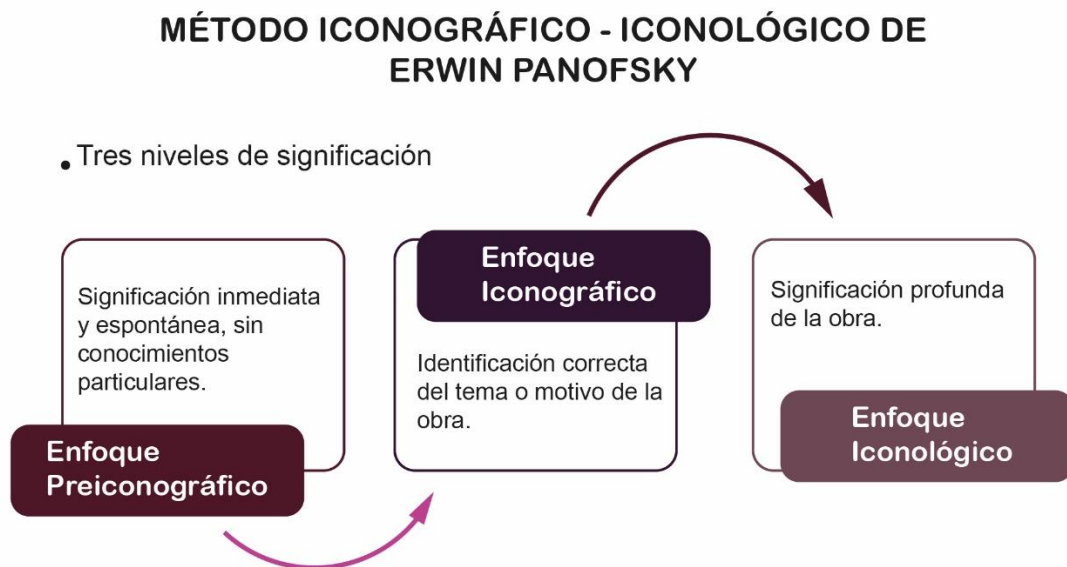 MÉTODO ICONOGRÁFICO - ICONOLÓGICO DE
ERWIN PANOFSKY
• Tres niveles de significación
Significación inmediata
y espontánea, sin
conocimientos
particulares.
Enfoque
Preiconográfico
Enfoque
Iconográfico
Identificación correcta
del tema o motivo de la
obra.
Significación profunda
de la obra.
Enfoque
Iconológico